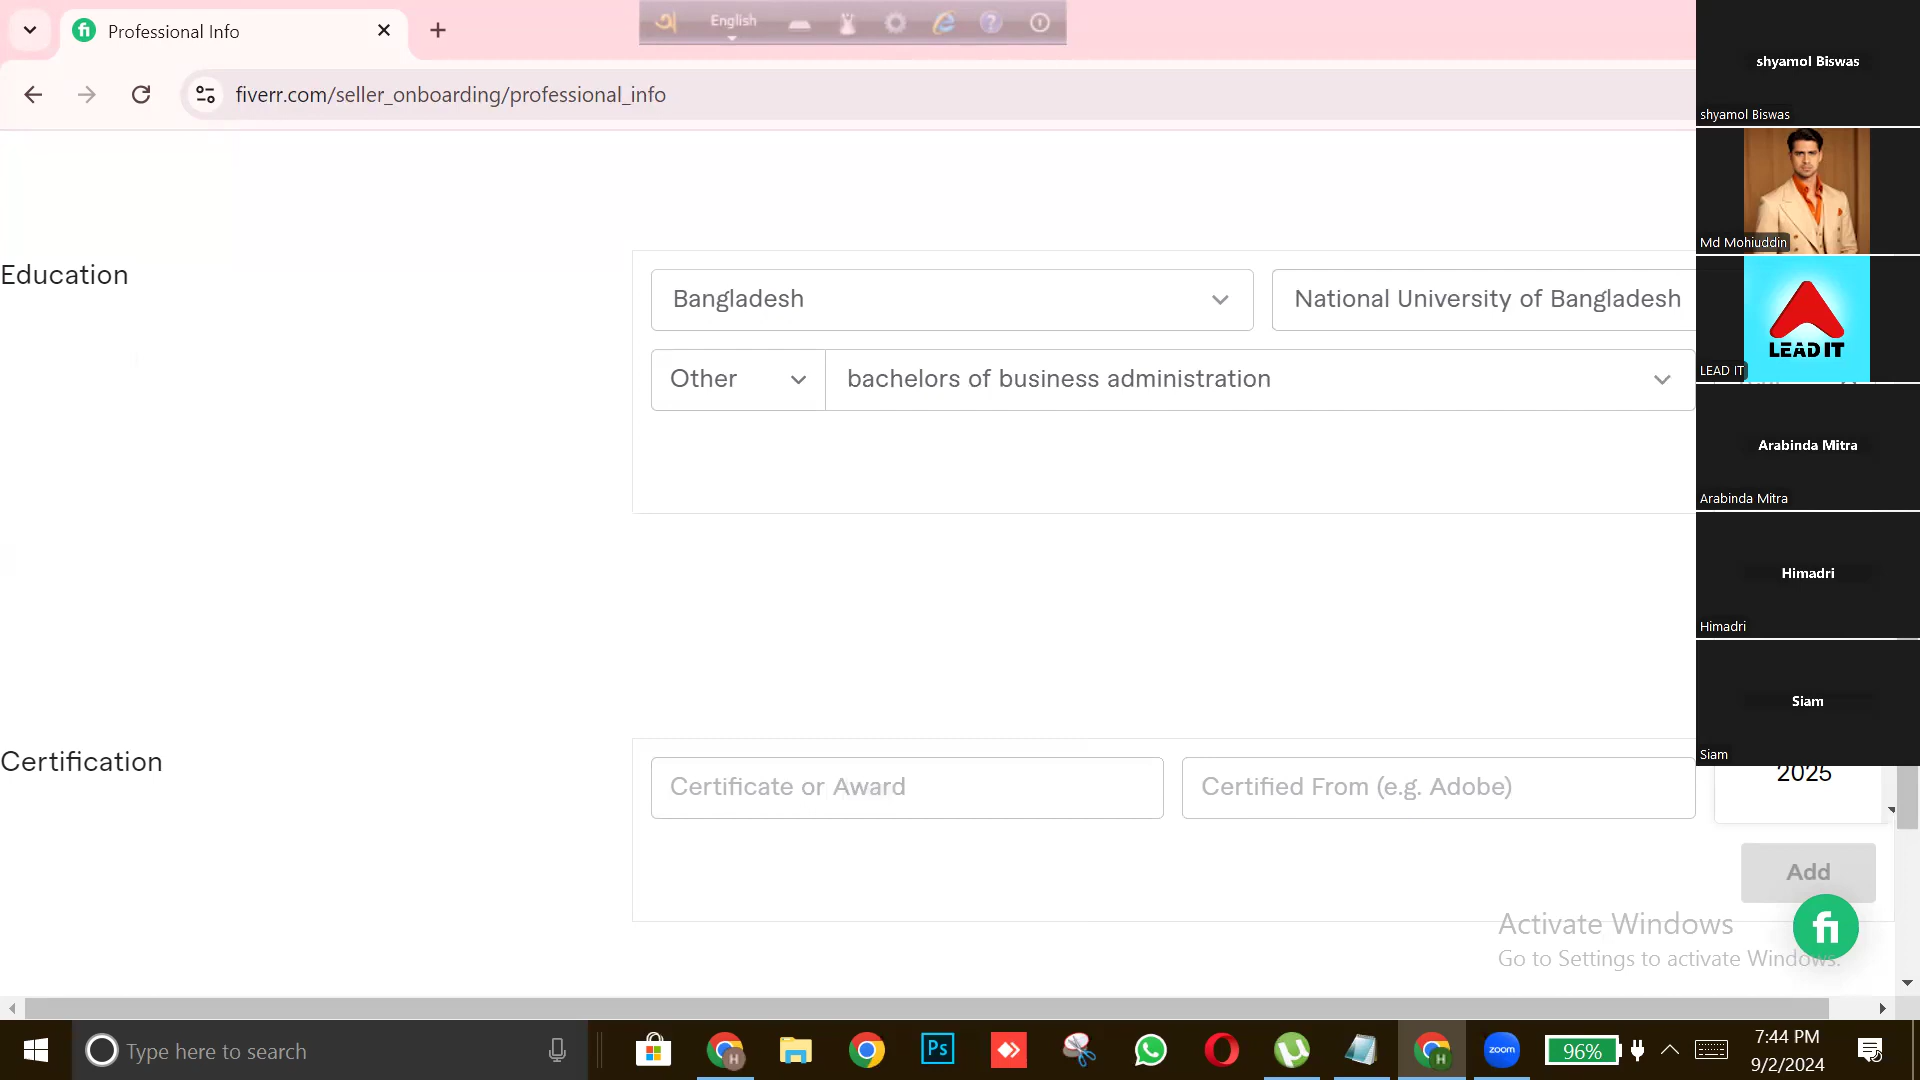 Professional Info
English
fiverr.com/seller_onboarding/professional_info
Education
Bangladesh
National University of Bangladesh
Other
bachelors of business administration
Certification
Certificate or Award
Certified From (e.g. Adobe)
2025
Add
Activate Windows
Go to Settings to activate Windows.
shyamol Biswas
shyamol Biswas
Md Mohiuddin
LEAD IT
LEAD IT
Arabinda Mitra
Arabinda Mitra
Himadri
Himadri
Siam
Siam
Type here to search
Ps
H
H
zoom
96%
7:44 PM
9/2/2024